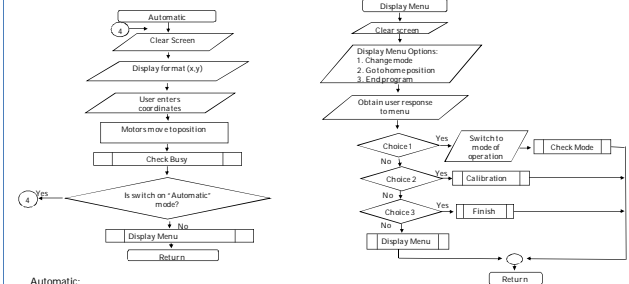 Automatic
4
Clear Screen
Display format (x,y)
User enters
coordinates
Motors move to position
Check Busy
Is switch on "Automatic"
mode?
Yes
4
No
Display Menu
Return
Automatic:
Display Menu
Clear screen
Display Menu Options:
1. Change mode
2. Go to home position
3. End program
Obtain user response
to menu
Choice 1
Yes
Switch to
mode of
operation
Check Mode
No
Choice 2
Yes
Calibration
No
Choice 3
Yes
Finish
No
Display Menu
Return